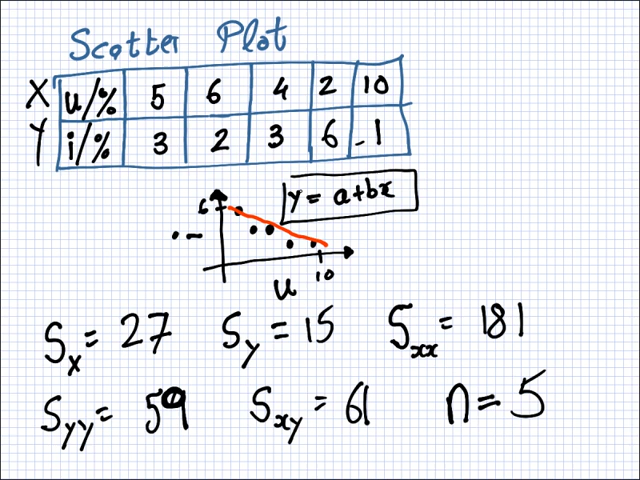 Scatter Plot
X u/% 5 6 4 2 10
Y i/% 3 2 3 6 1
y = a+bx
6
10
u
Sx = 27 Sy = 15 Sxx = 181
Syy = 59 Sxy = 61 n = 5